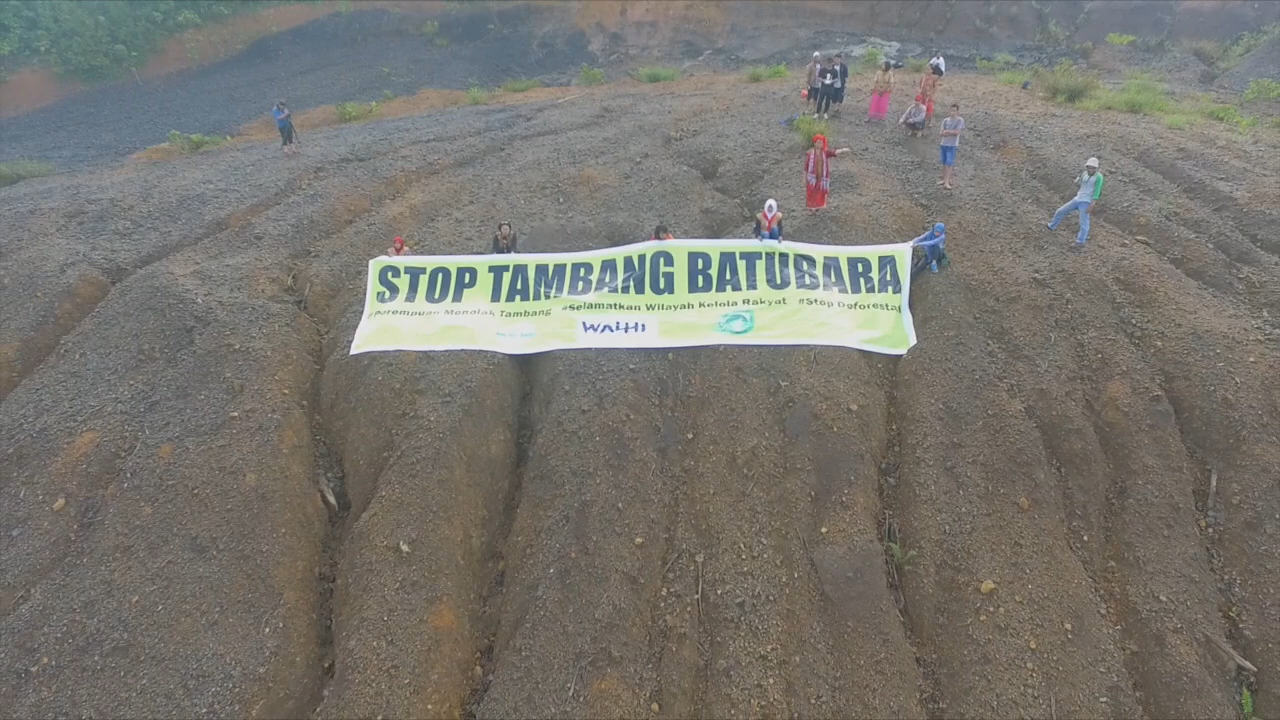 STOP TAMBANG BATUBARA
#Perempuan Menolak Tambang #Selamatkan Wilayah Kelola Rakyat #Stop Deforestasi
WALHI